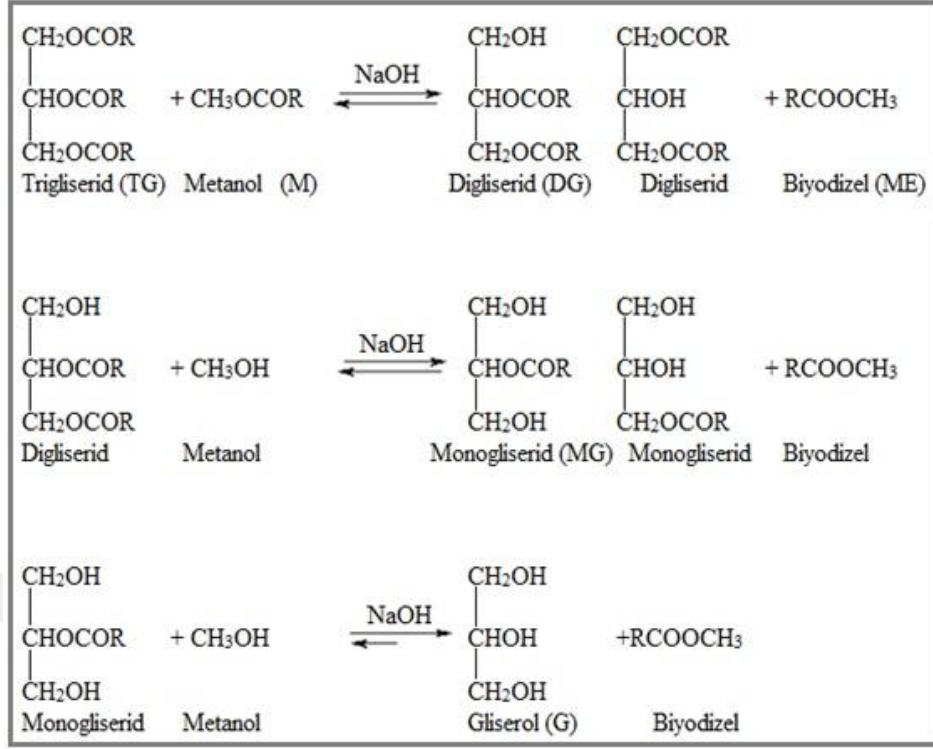 CH₂OCOR CH₂OH CH₂OCOR
NaOH
CHOCOR + CH₃OCOR CHOCOR CHOH + RCOOCH₃
CH₂OCOR CH₂OCOR CH₂OCOR
Trigliserid (TG) Metanol (M) Digliserid (DG) Digliserid Biyodizel (ME)
CH₂OH CH₂OH CH₂OH
NaOH
CHOCOR + CH₃OH CHOCOR CHOH + RCOOCH₃
CH₂OCOR CH₂OH CH₂OCOR
Digliserid Metanol Monogliserid (MG) Monogliserid Biyodizel
CH₂OH CH₂OH
NaOH
CHOCOR + CH₃OH CHOH +RCOOCH₃
CH₂OH CH₂OH
Monogliserid Metanol Gliserol (G) Biyodizel